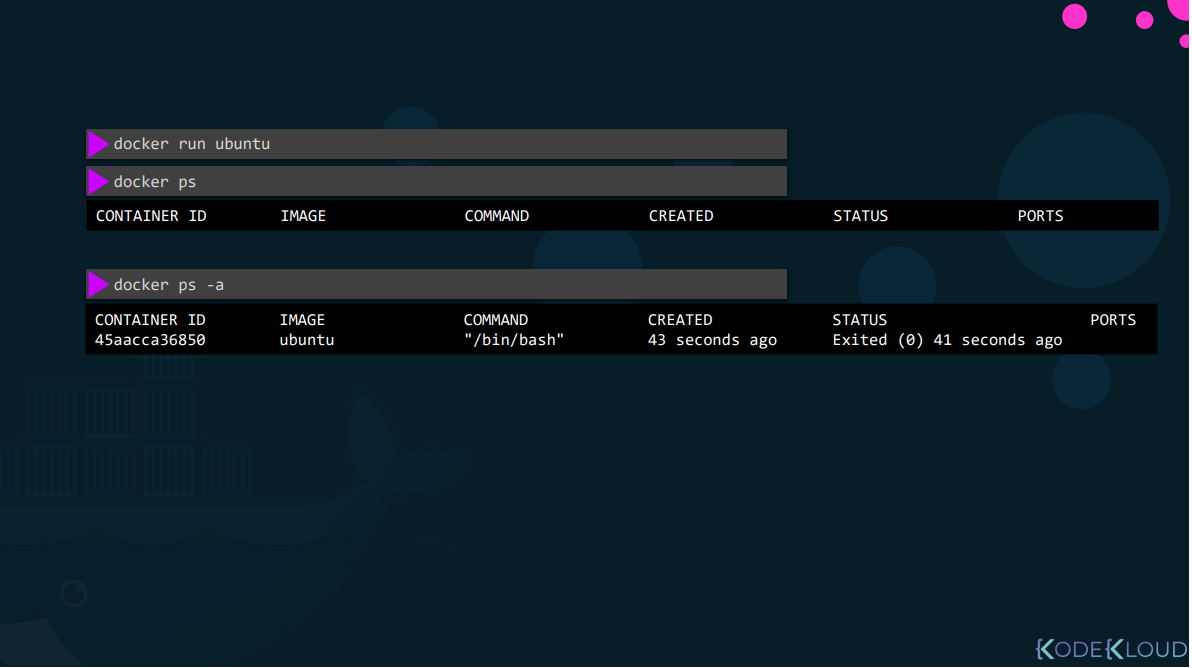 docker run ubuntu
docker ps
CONTAINER ID IMAGE COMMAND CREATED STATUS PORTS
docker ps -a
CONTAINER ID IMAGE COMMAND CREATED STATUS PORTS
45aacca36850 ubuntu "/bin/bash" 43 seconds ago Exited (0) 41 seconds ago
KODEKLOUD